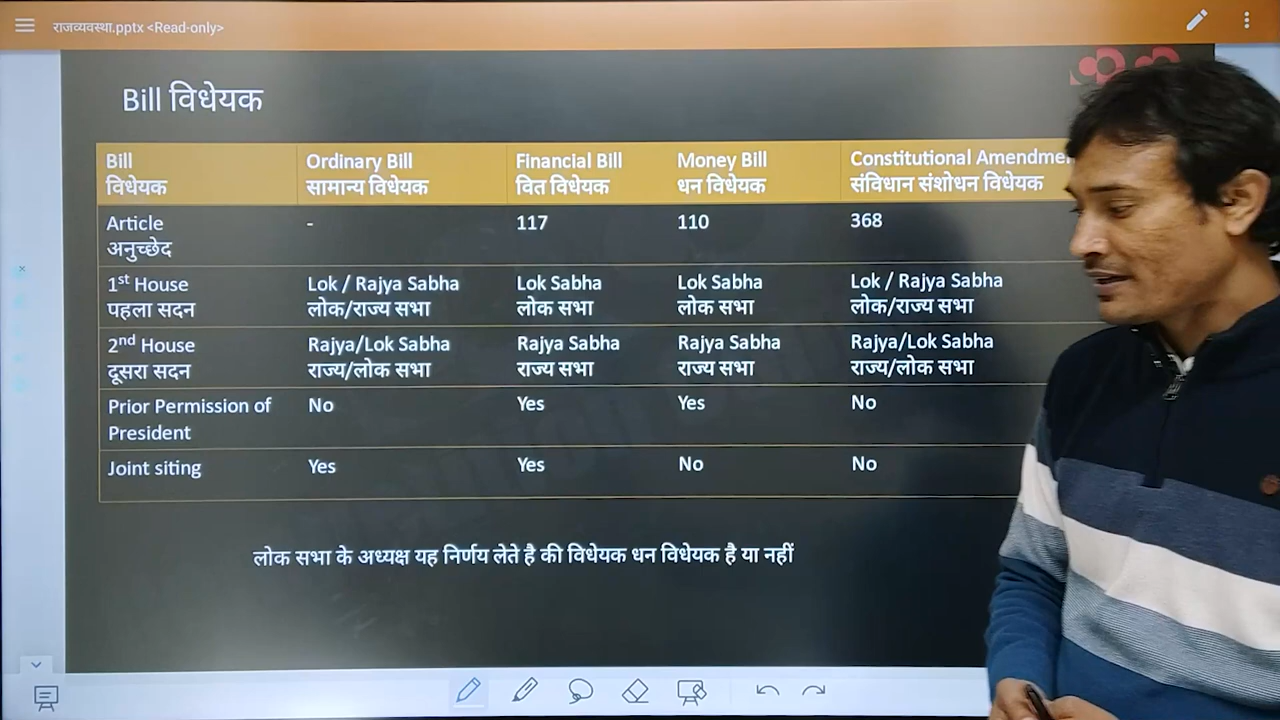 राजव्यवस्था.pptx <Read-only>
Bill विधेयक
Bill
विधेयक
Ordinary Bill
सामान्य विधेयक
Financial Bill
वित विधेयक
Money Bill
धन विधेयक
Constitutional Amendme
संविधान संशोधन विधेयक
Article
अनुच्छेद
-
117
110
368
1st House
पहला सदन
Lok / Rajya Sabha
लोक/राज्य सभा
Lok Sabha
लोक सभा
Lok Sabha
लोक सभा
Lok / Rajya Sabha
लोक/राज्य सभा
2nd House
दूसरा सदन
Rajya/Lok Sabha
राज्य/लोक सभा
Rajya Sabha
राज्य सभा
Rajya Sabha
राज्य सभा
Rajya/Lok Sabha
राज्य/लोक सभा
Prior Permission of
President
No
Yes
Yes
No
Joint siting
Yes
Yes
No
No
लोक सभा के अध्यक्ष यह निर्णय लेते है की विधेयक धन विधेयक है या नहीं